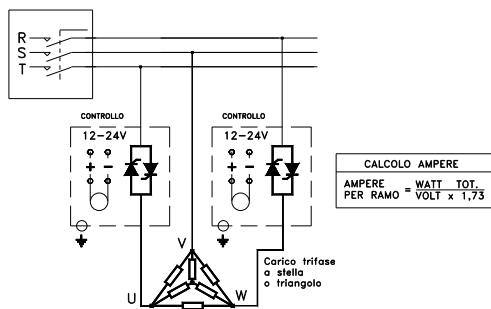 R
S
T
CONTROLLO
12-24V
+ -
CONTROLLO
12-24V
+ -
CALCOLO AMPERE
AMPERE PER RAMO = WATT TOT.
VOLT x 1,73
V
U
W
Carico trifase
a stella
o triangolo